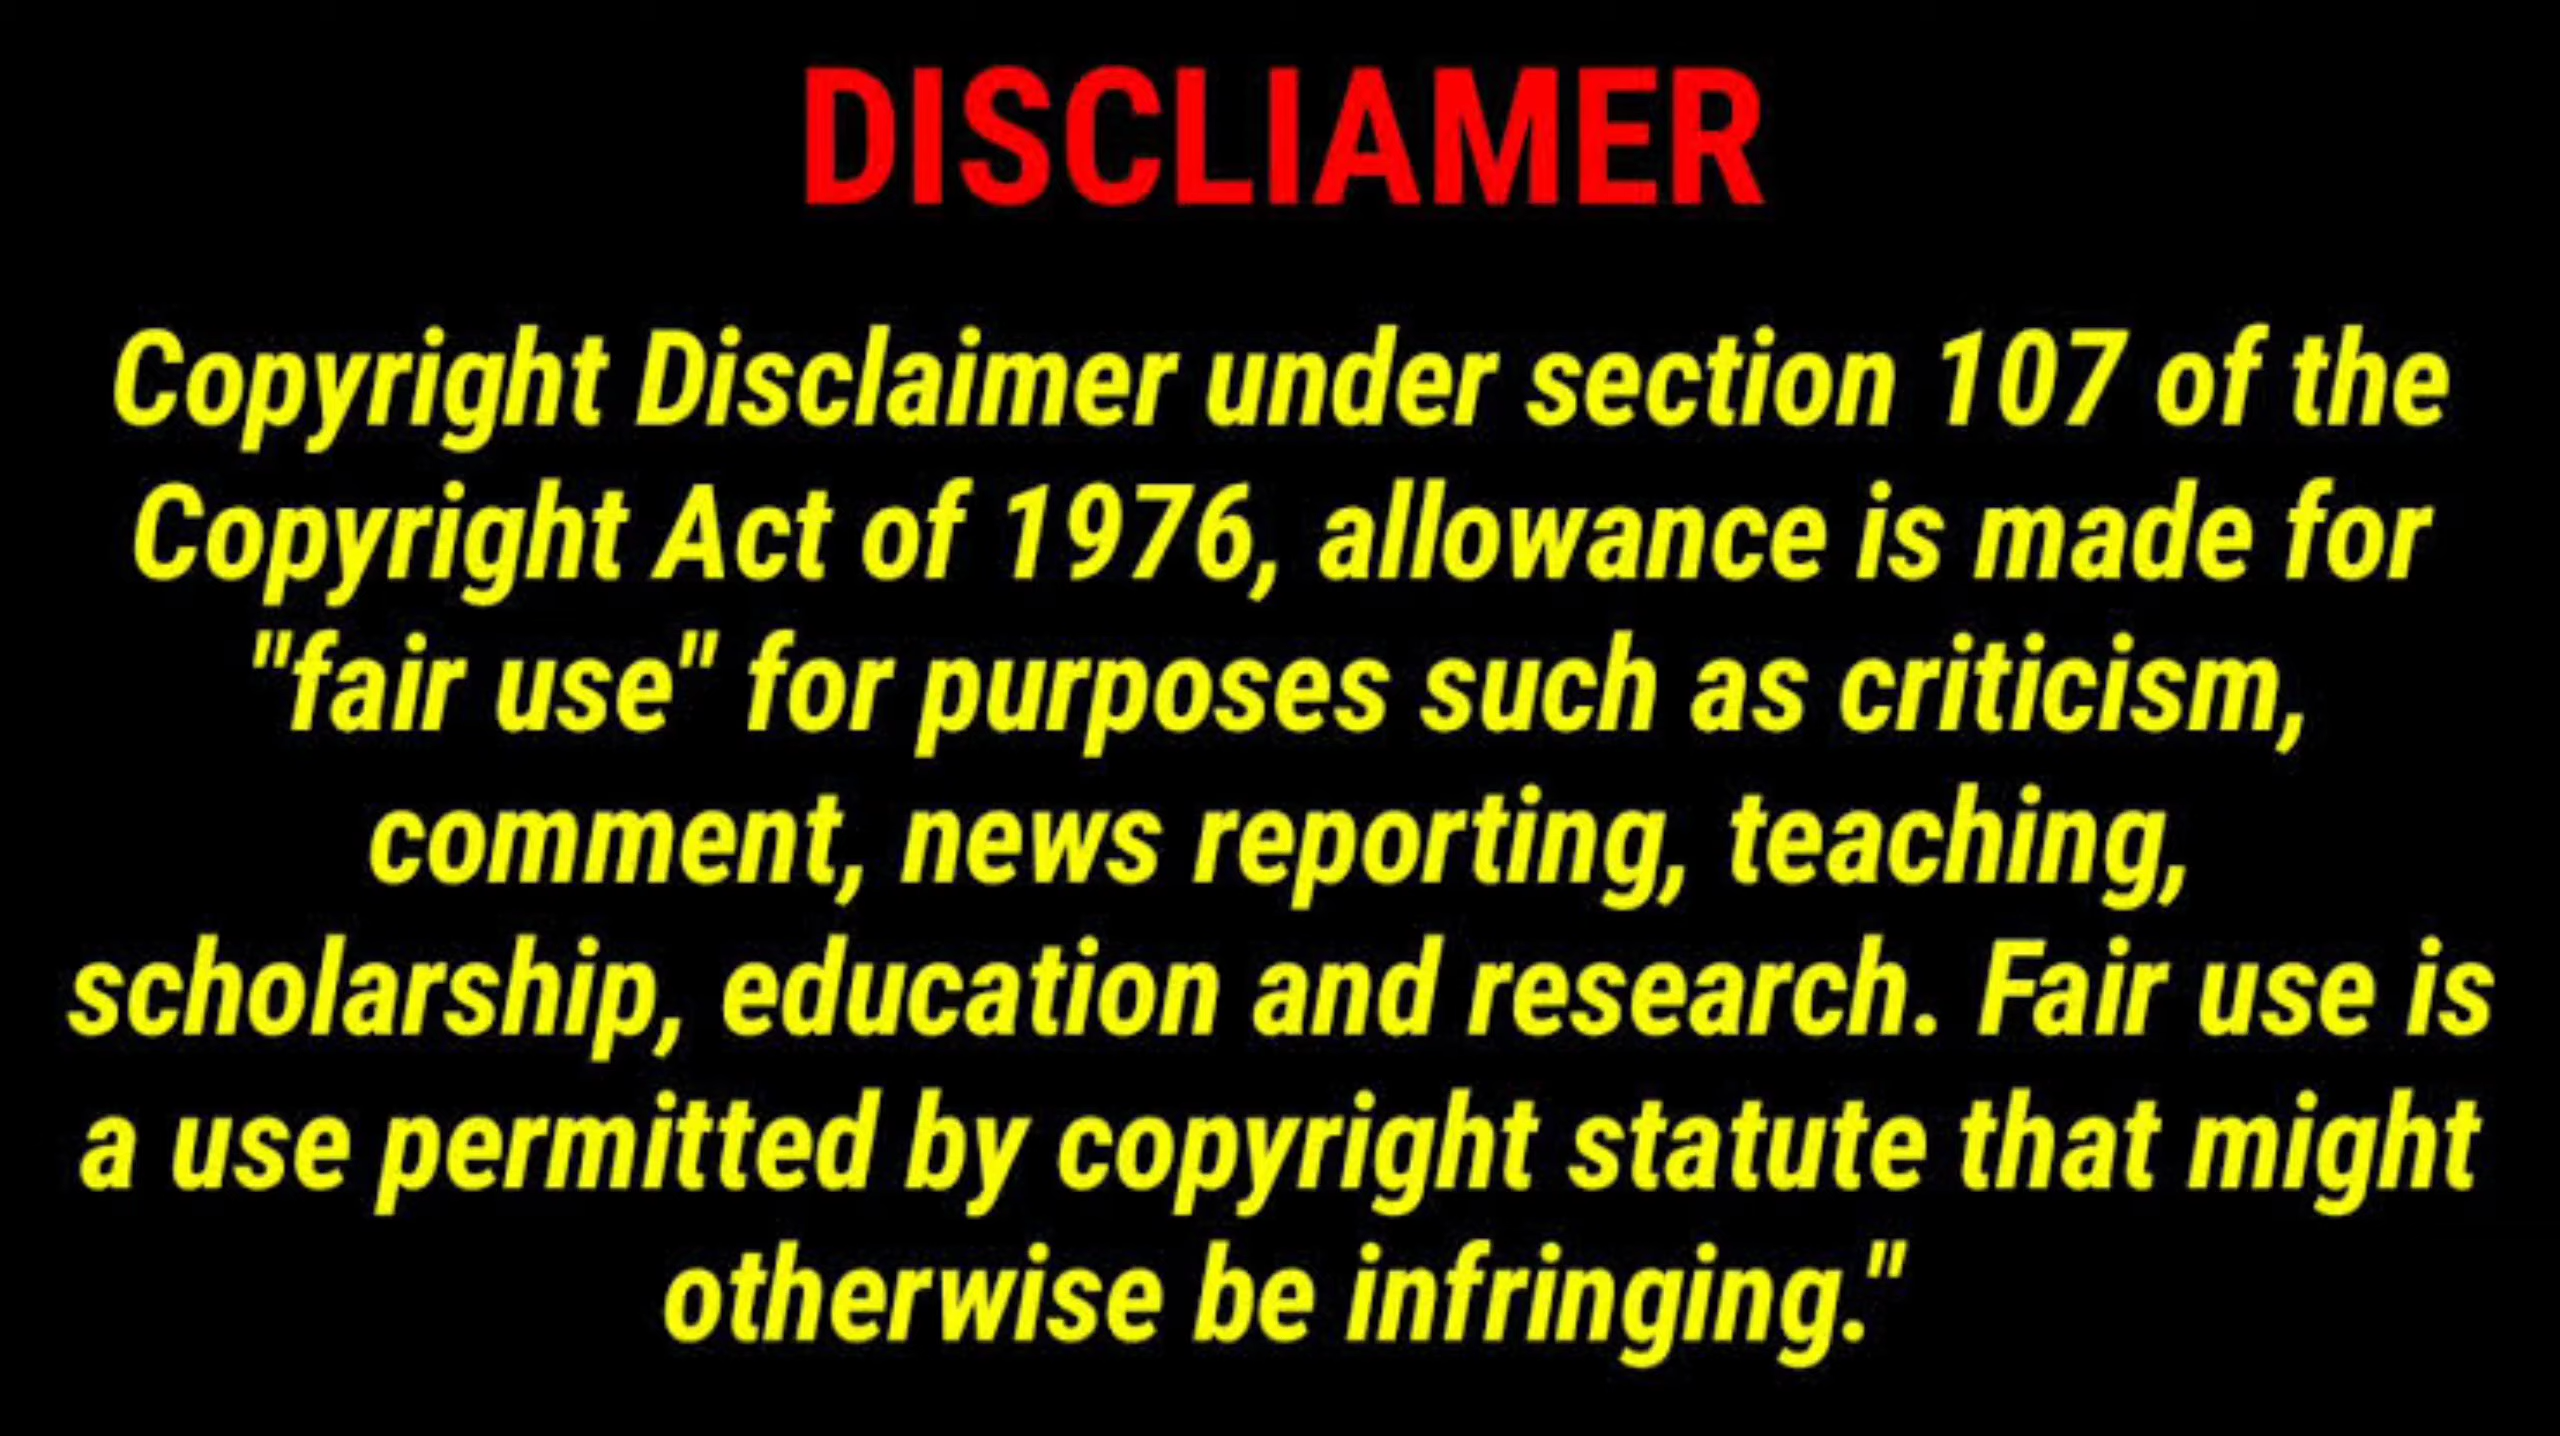 DISCLIAMER
Copyright Disclaimer under section 107 of the
Copyright Act of 1976, allowance is made for
"fair use" for purposes such as criticism,
comment, news reporting, teaching,
scholarship, education and research. Fair use is
a use permitted by copyright statute that might
otherwise be infringing."